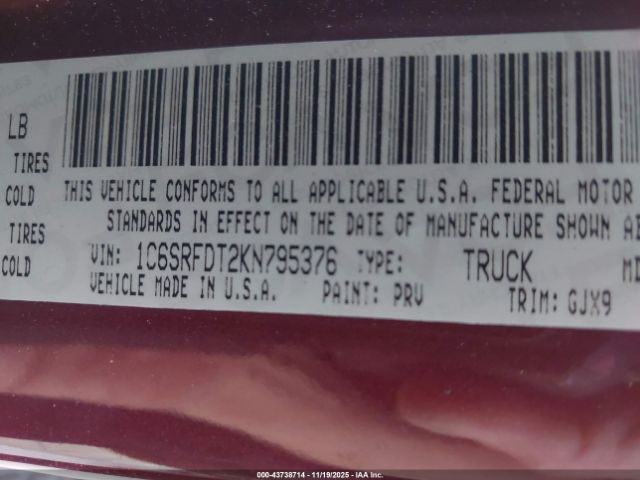 LB
TIRES
COLD
TIRES
COLD
THIS VEHICLE CONFORMS TO ALL APPLICABLE U.S.A. FEDERAL MOTOR
STANDARDS IN EFFECT ON THE DATE OF MANUFACTURE SHOWN AB
VIN: 1C6SRFDT2KN795376 TYPE: TRUCK MD
VEHICLE MADE IN U.S.A. PAINT: PRV TRIM: GJX9
000-43738714 - 11/19/2025 - IAA Inc.